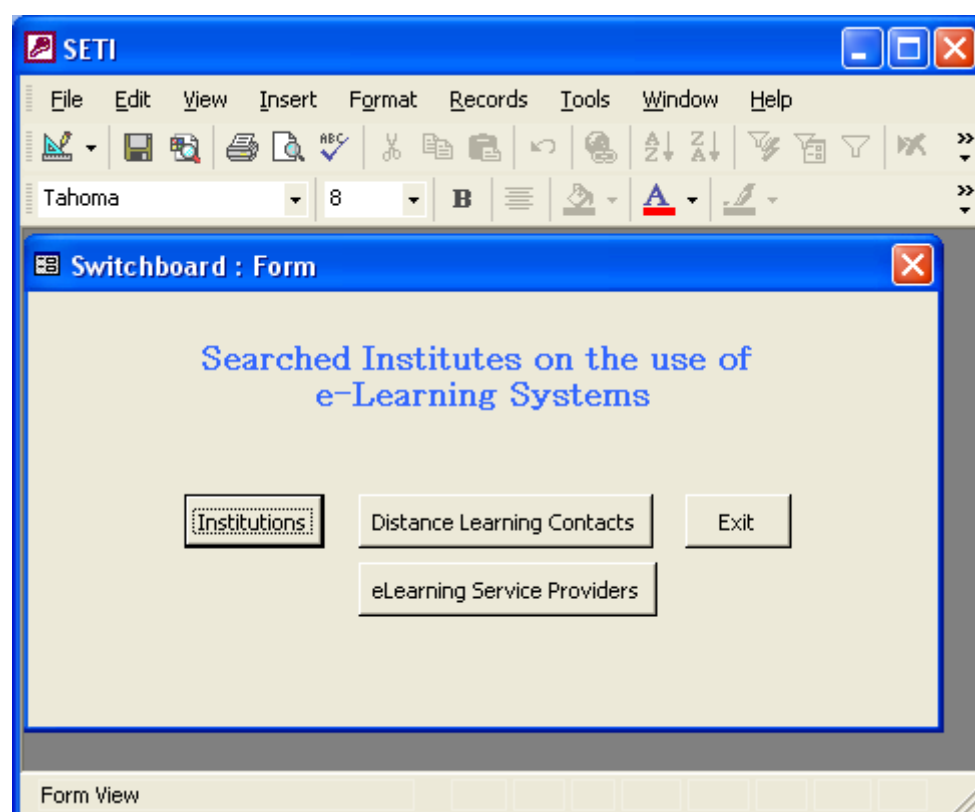 SETI
File Edit View Insert Format Records Tools Window Help
ABC A Z Z A
Tahoma 8 B A
Switchboard : Form
Searched Institutes on the use of
e-Learning Systems
Institutions Distance Learning Contacts Exit
eLearning Service Providers
Form View